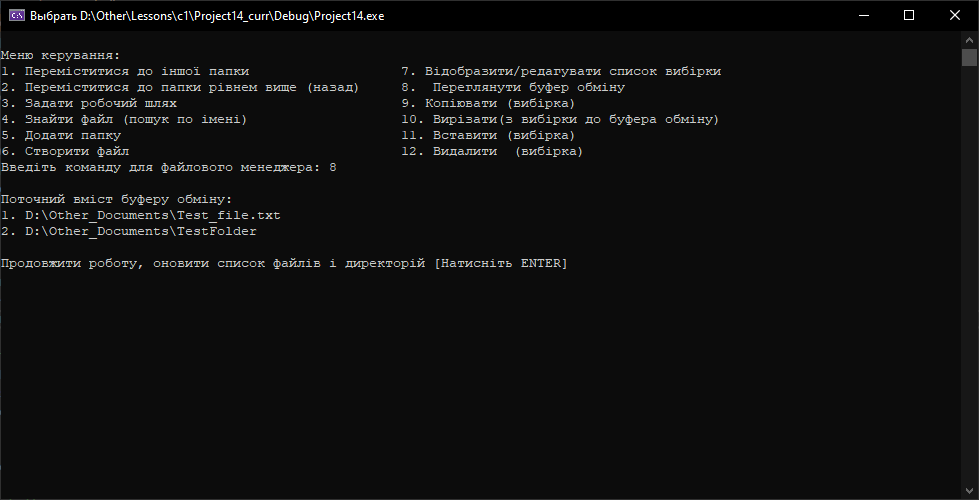 Выбрать D:\Other\Lessons\c1\Project14_curr\Debug\Project14.exe
Меню керування:
1. Переміститися до іншої папки 7. Відобразити/редагувати список вибірки
2. Переміститися до папки рівнем вище (назад) 8. Переглянути буфер обміну
3. Задати робочий шлях 9. Копіювати (вибірка)
4. Знайти файл (пошук по імені) 10. Вирізати(з вибірки до буфера обміну)
5. Додати папку 11. Вставити (вибірка)
6. Створити файл 12. Видалити (вибірка)
Введіть команду для файлового менеджера: 8
Поточний вміст буферу обміну:
1. D:\Other_Documents\Test_file.txt
2. D:\Other_Documents\TestFolder
Продовжити роботу, оновити список файлів і директорій [Натисніть ENTER]